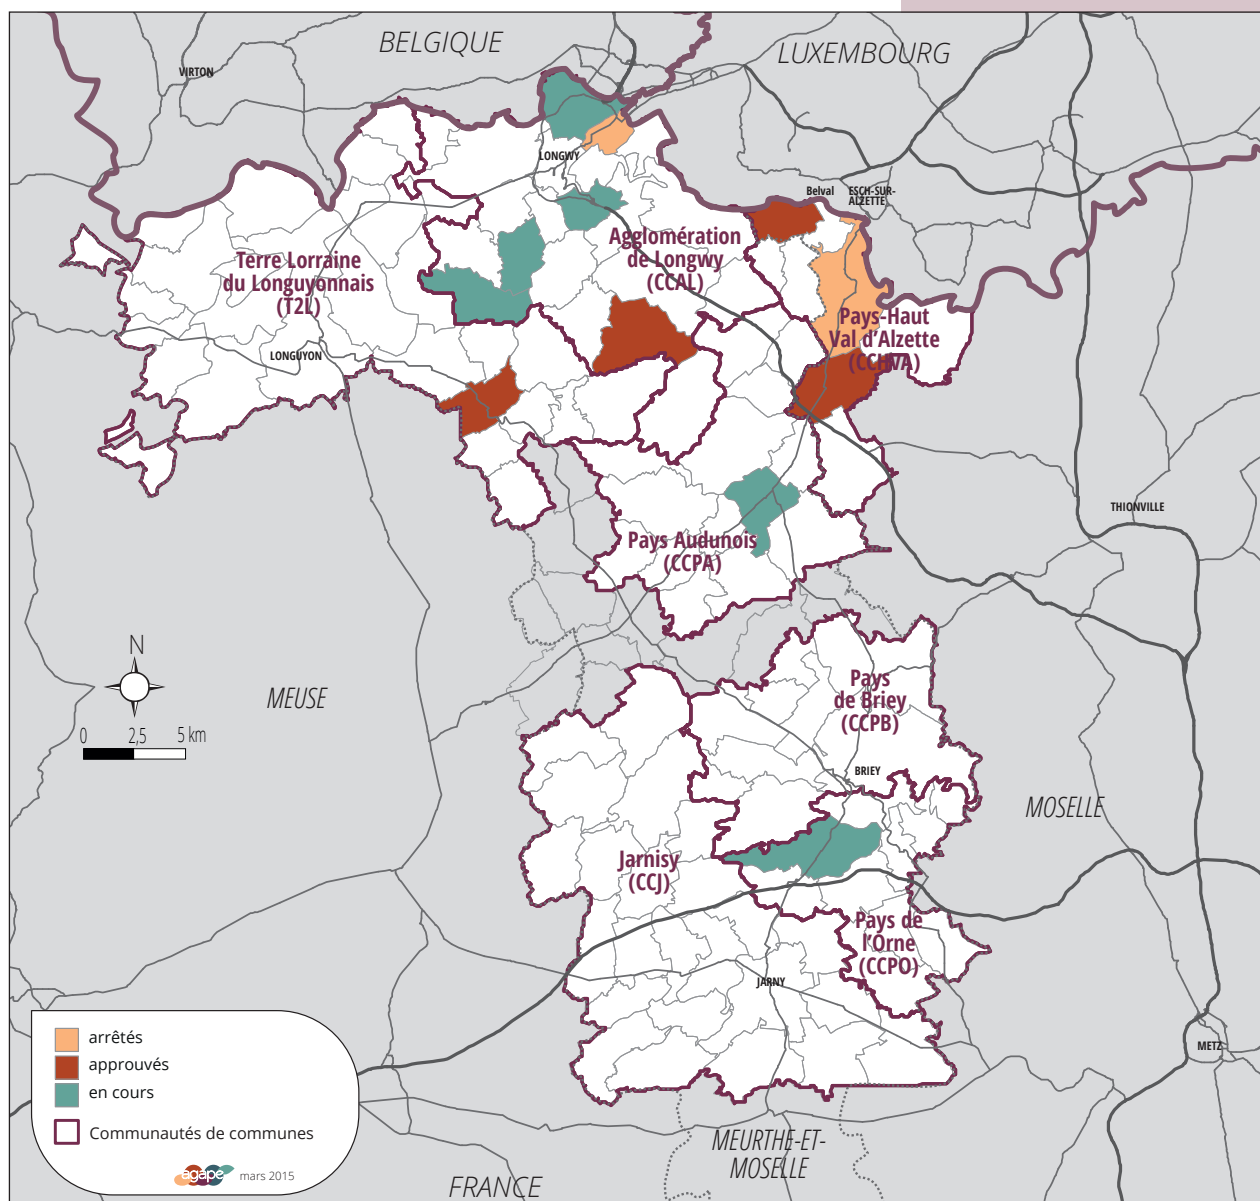 BELGIQUE
LUXEMBOURG
VIRTON
LONGWY
Belval
ESCH-SUR-
ALZETTE
Agglomération
de Longwy
(CCAL)
Terre Lorraine
du Longuyonnais
(T2L)
Pays-Haut
Val d'Alzette
(CCHVA)
LONGUYON
THIONVILLE
Pays Audunois
(CCPA)
N
MEUSE
0 2,5 5 km
Pays
de Briey
(CCPB)
BRIEY
MOSELLE
Jarnisy
(CCJ)
Pays de
l'Orne
(CCPO)
JARNY
METZ
arrêtés
approuvés
en cours
Communautés de communes
agape mars 2015
MEURTHE-ET-
MOSELLE
FRANCE